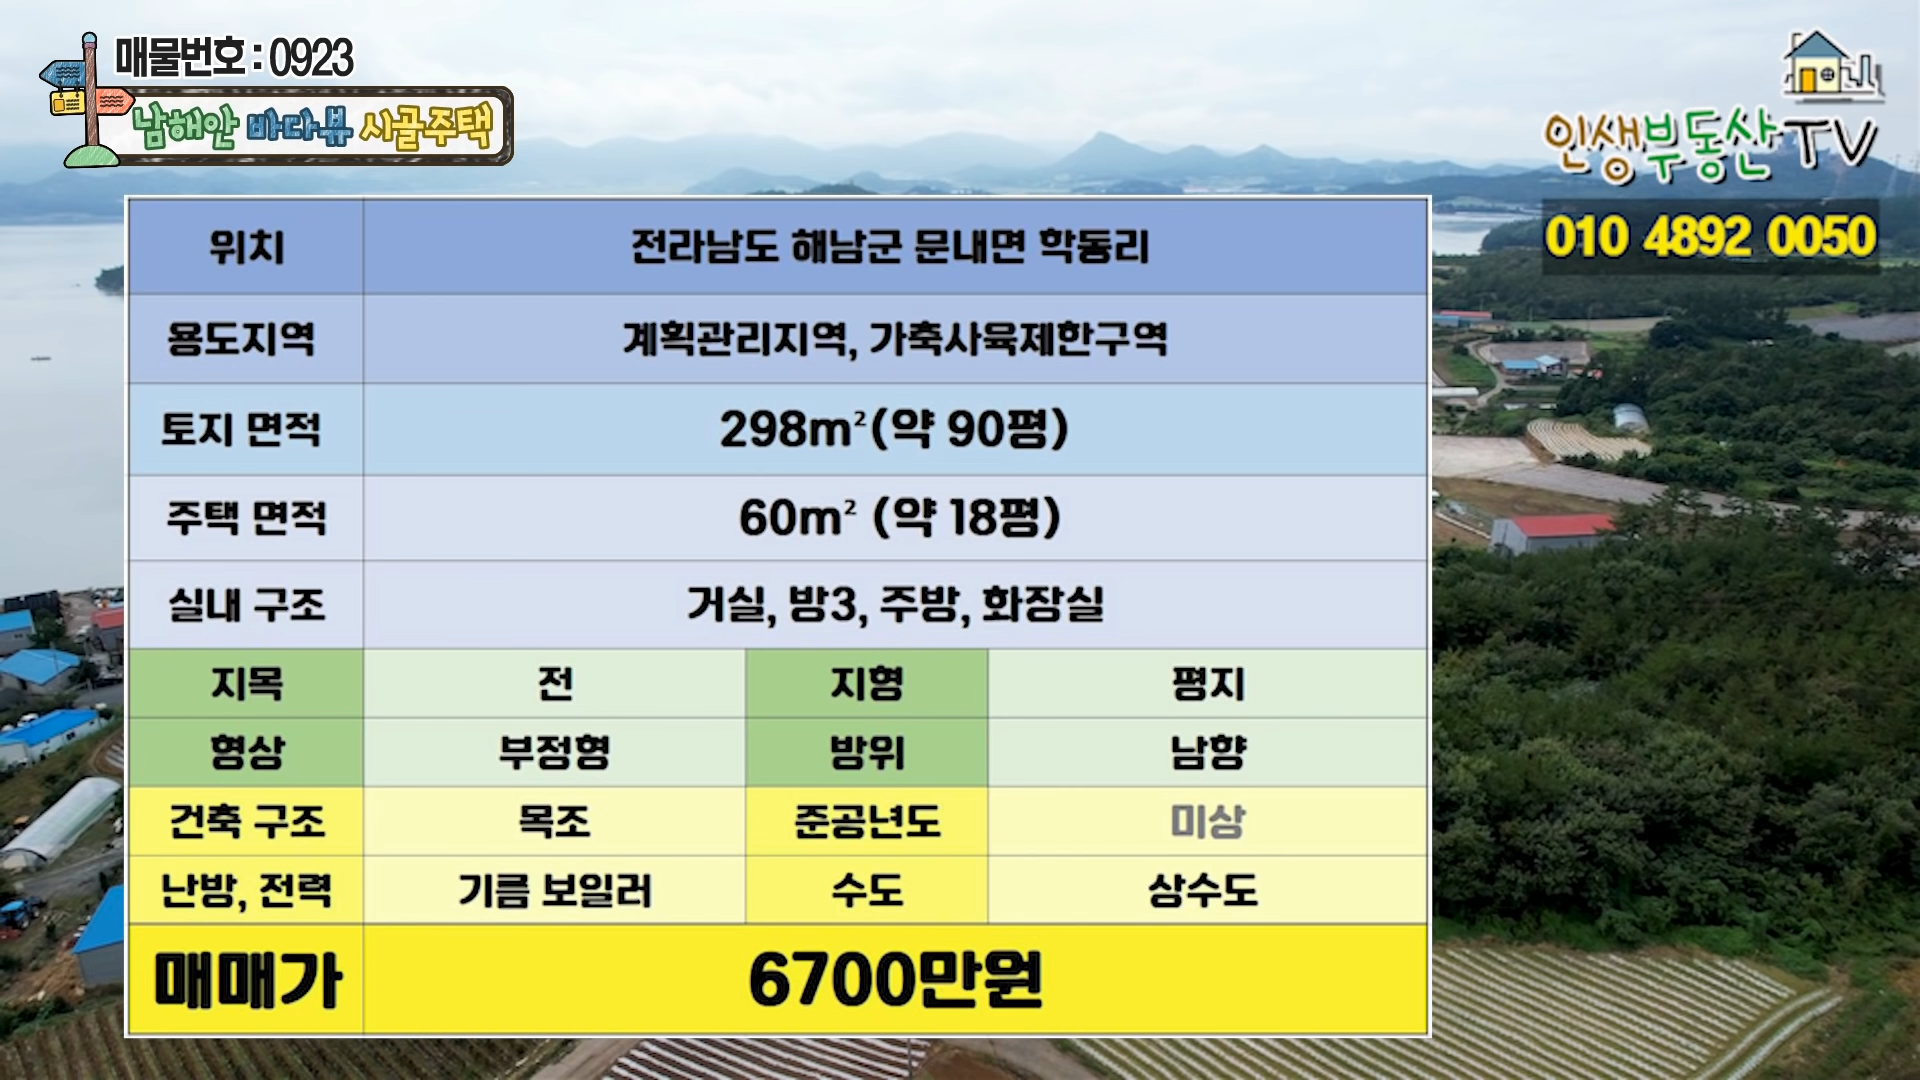 매물번호 : 0923
남해안 바다뷰 시골주택
인생부동산TV
010 4892 0050
위치 전라남도 해남군 문내면 학동리
용도지역 계획관리지역, 가축사육제한구역
토지 면적 298m²(약 90평)
주택 면적 60m² (약 18평)
실내 구조 거실, 방3, 주방, 화장실
지목 전 지형 평지
형상 부정형 방위 남향
건축 구조 목조 준공년도 미상
난방, 전력 기름 보일러 수도 상수도
매매가 6700만원